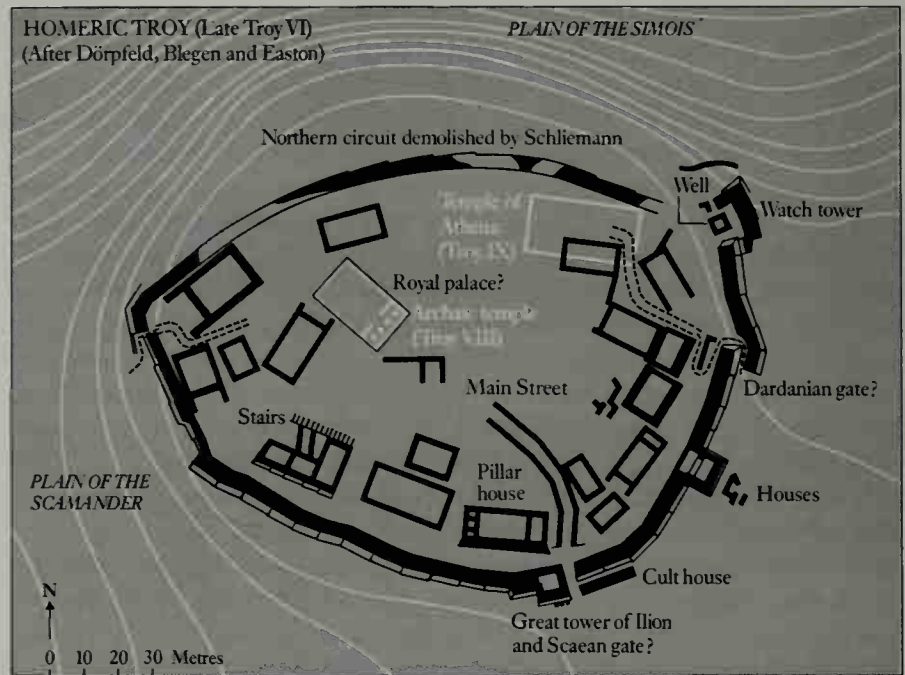 HOMERIC TROY (Late Troy VI)
(After Dörpfeld, Blegen and Easton)
PLAIN OF THE SIMOIS
Northern circuit demolished by Schliemann
Well
Watch tower
Temple of
Athena
(Troy IX)
Royal palace?
Archaic temple
(Troy VIII)
Main Street
Dardanian gate?
Stairs
Pillar
house
PLAIN OF THE
SCAMANDER
Houses
Cult house
N
Great tower of Ilion
and Scaean gate?
0 10 20 30 Metres